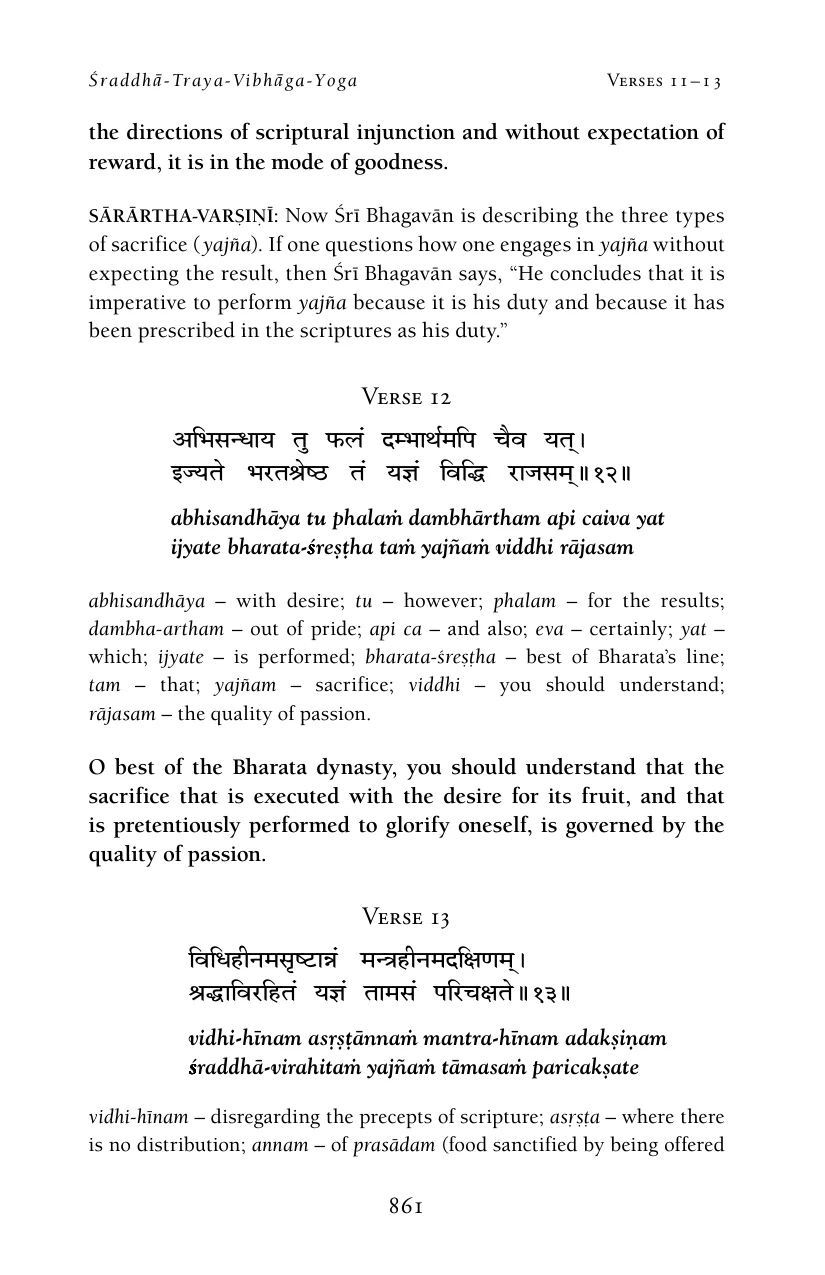 Śraddhā-Traya-Vibhāga-Yoga Verses 11–13
the directions of scriptural injunction and without expectation of
reward, it is in the mode of goodness.
SĀRĀRTHA-VARṢIṆĪ: Now Śrī Bhagavān is describing the three types
of sacrifice (yajña). If one questions how one engages in yajña without
expecting the result, then Śrī Bhagavān says, “He concludes that it is
imperative to perform yajña because it is his duty and because it has
been prescribed in the scriptures as his duty.”
Verse 12
अभिसन्धाय तु फलं दम्भार्थमपि चैव यत्।
इज्यते भरतश्रेष्ठ तं यज्ञं विद्धि राजसम्॥१२॥
abhisandhāya tu phalaṁ dambhārtham api caiva yat
ijyate bharata-śreṣṭha taṁ yajñaṁ viddhi rājasam
abhisandhāya – with desire; tu – however; phalam – for the results;
dambha-artham – out of pride; api ca – and also; eva – certainly; yat –
which; ijyate – is performed; bharata-śreṣṭha – best of Bharata’s line;
tam – that; yajñam – sacrifice; viddhi – you should understand;
rājasam – the quality of passion.
O best of the Bharata dynasty, you should understand that the
sacrifice that is executed with the desire for its fruit, and that
is pretentiously performed to glorify oneself, is governed by the
quality of passion.
Verse 13
विधिहीनमसृष्टान्नं मन्त्रहीनमदक्षिणम्।
श्रद्धाविरहितं यज्ञं तामसं परिचक्षते॥१३॥
vidhi-hīnam asṛṣṭānnaṁ mantra-hīnam adakṣiṇam
śraddhā-virahitaṁ yajñaṁ tāmasaṁ paricakṣate
vidhi-hīnam – disregarding the precepts of scripture; asṛṣṭa – where there
is no distribution; annam – of prasādam (food sanctified by being offered
861